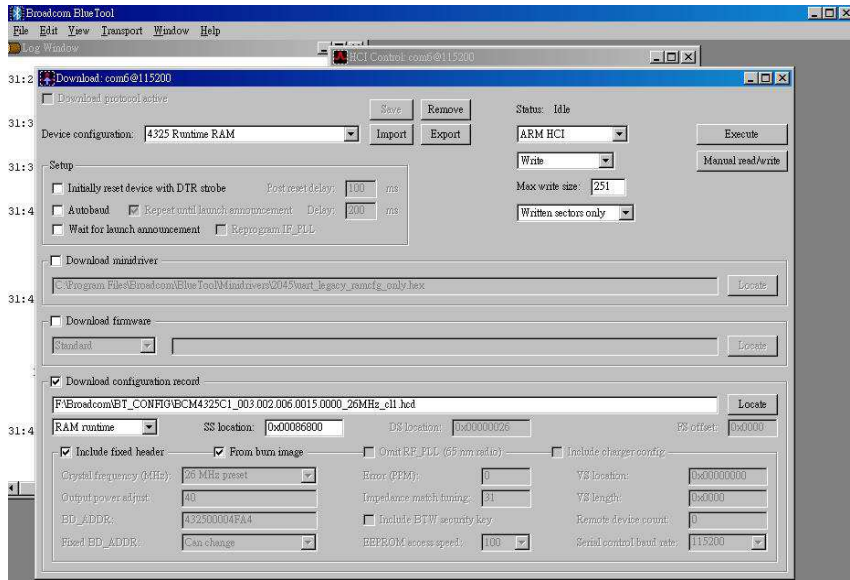 Broadcom BlueTool
File Edit View Transport Window Help
Log Window
HCI Control: com6@115200
31:2
Download: com6@115200
Download protocol active
Save Remove
Status: Idle
31:3
Device configuration: 4325 Runtime RAM
Import Export
ARM HCI
Execute
31:3
Setup
Write
Manual read/write
Initially reset device with DTR strobe Post reset delay: 100 ms
Max write size: 251
31:4
Autobaud Repeat until launch announcement Delay: 200 ms
Written sectors only
Wait for launch announcement Reprogram IF_PLL
Download minidriver
C:\Program Files\Broadcom\BlueTool\Minidrivers\2045\uart_legacy_ramcfg_only.hex Locate
31:4
Download firmware
Standard Locate
Download configuration record
F:\Broadcom\BT_CONFIG\BCM4325C1_003.002.006.0015.0000_26MHz_cl1.hcd Locate
31:4
RAM runtime SS location: 0x00086800 DS location: 0x00000026 FS offset: 0x0000
Include fixed header From burn image Omit RF_PLL (55 nm radio) Include charger config:
Crystal frequency (MHz): 26 MHz preset Error (PPM): 0 VS location: 0x00000000
Output power adjust: 40 Impedance match tuning: 31 VS length: 0x0000
BD_ADDR: 432500004FA4 Include BTW security key Remote device count: 0
Fixed BD_ADDR: Can change EEPROM access speed: 100 Serial control baud rate: 115200